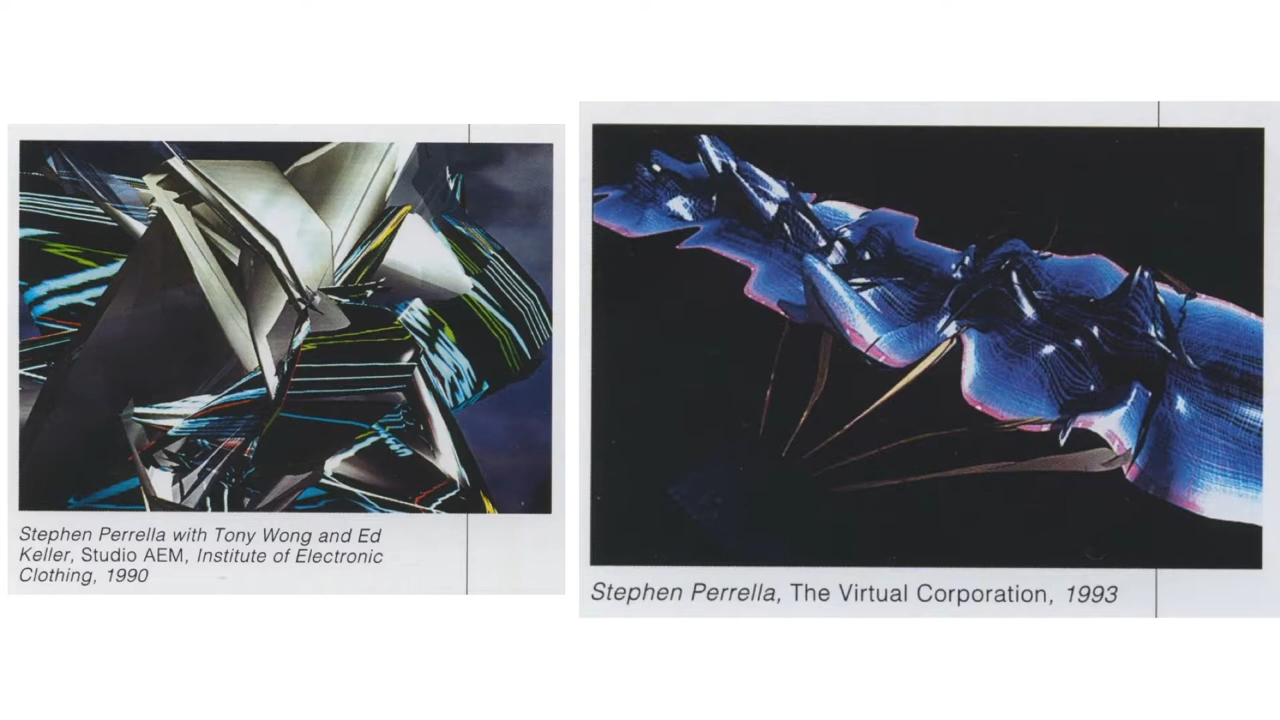 Stephen Perrella with Tony Wong and Ed
Keller, Studio AEM, Institute of Electronic
Clothing, 1990
Stephen Perrella, The Virtual Corporation, 1993